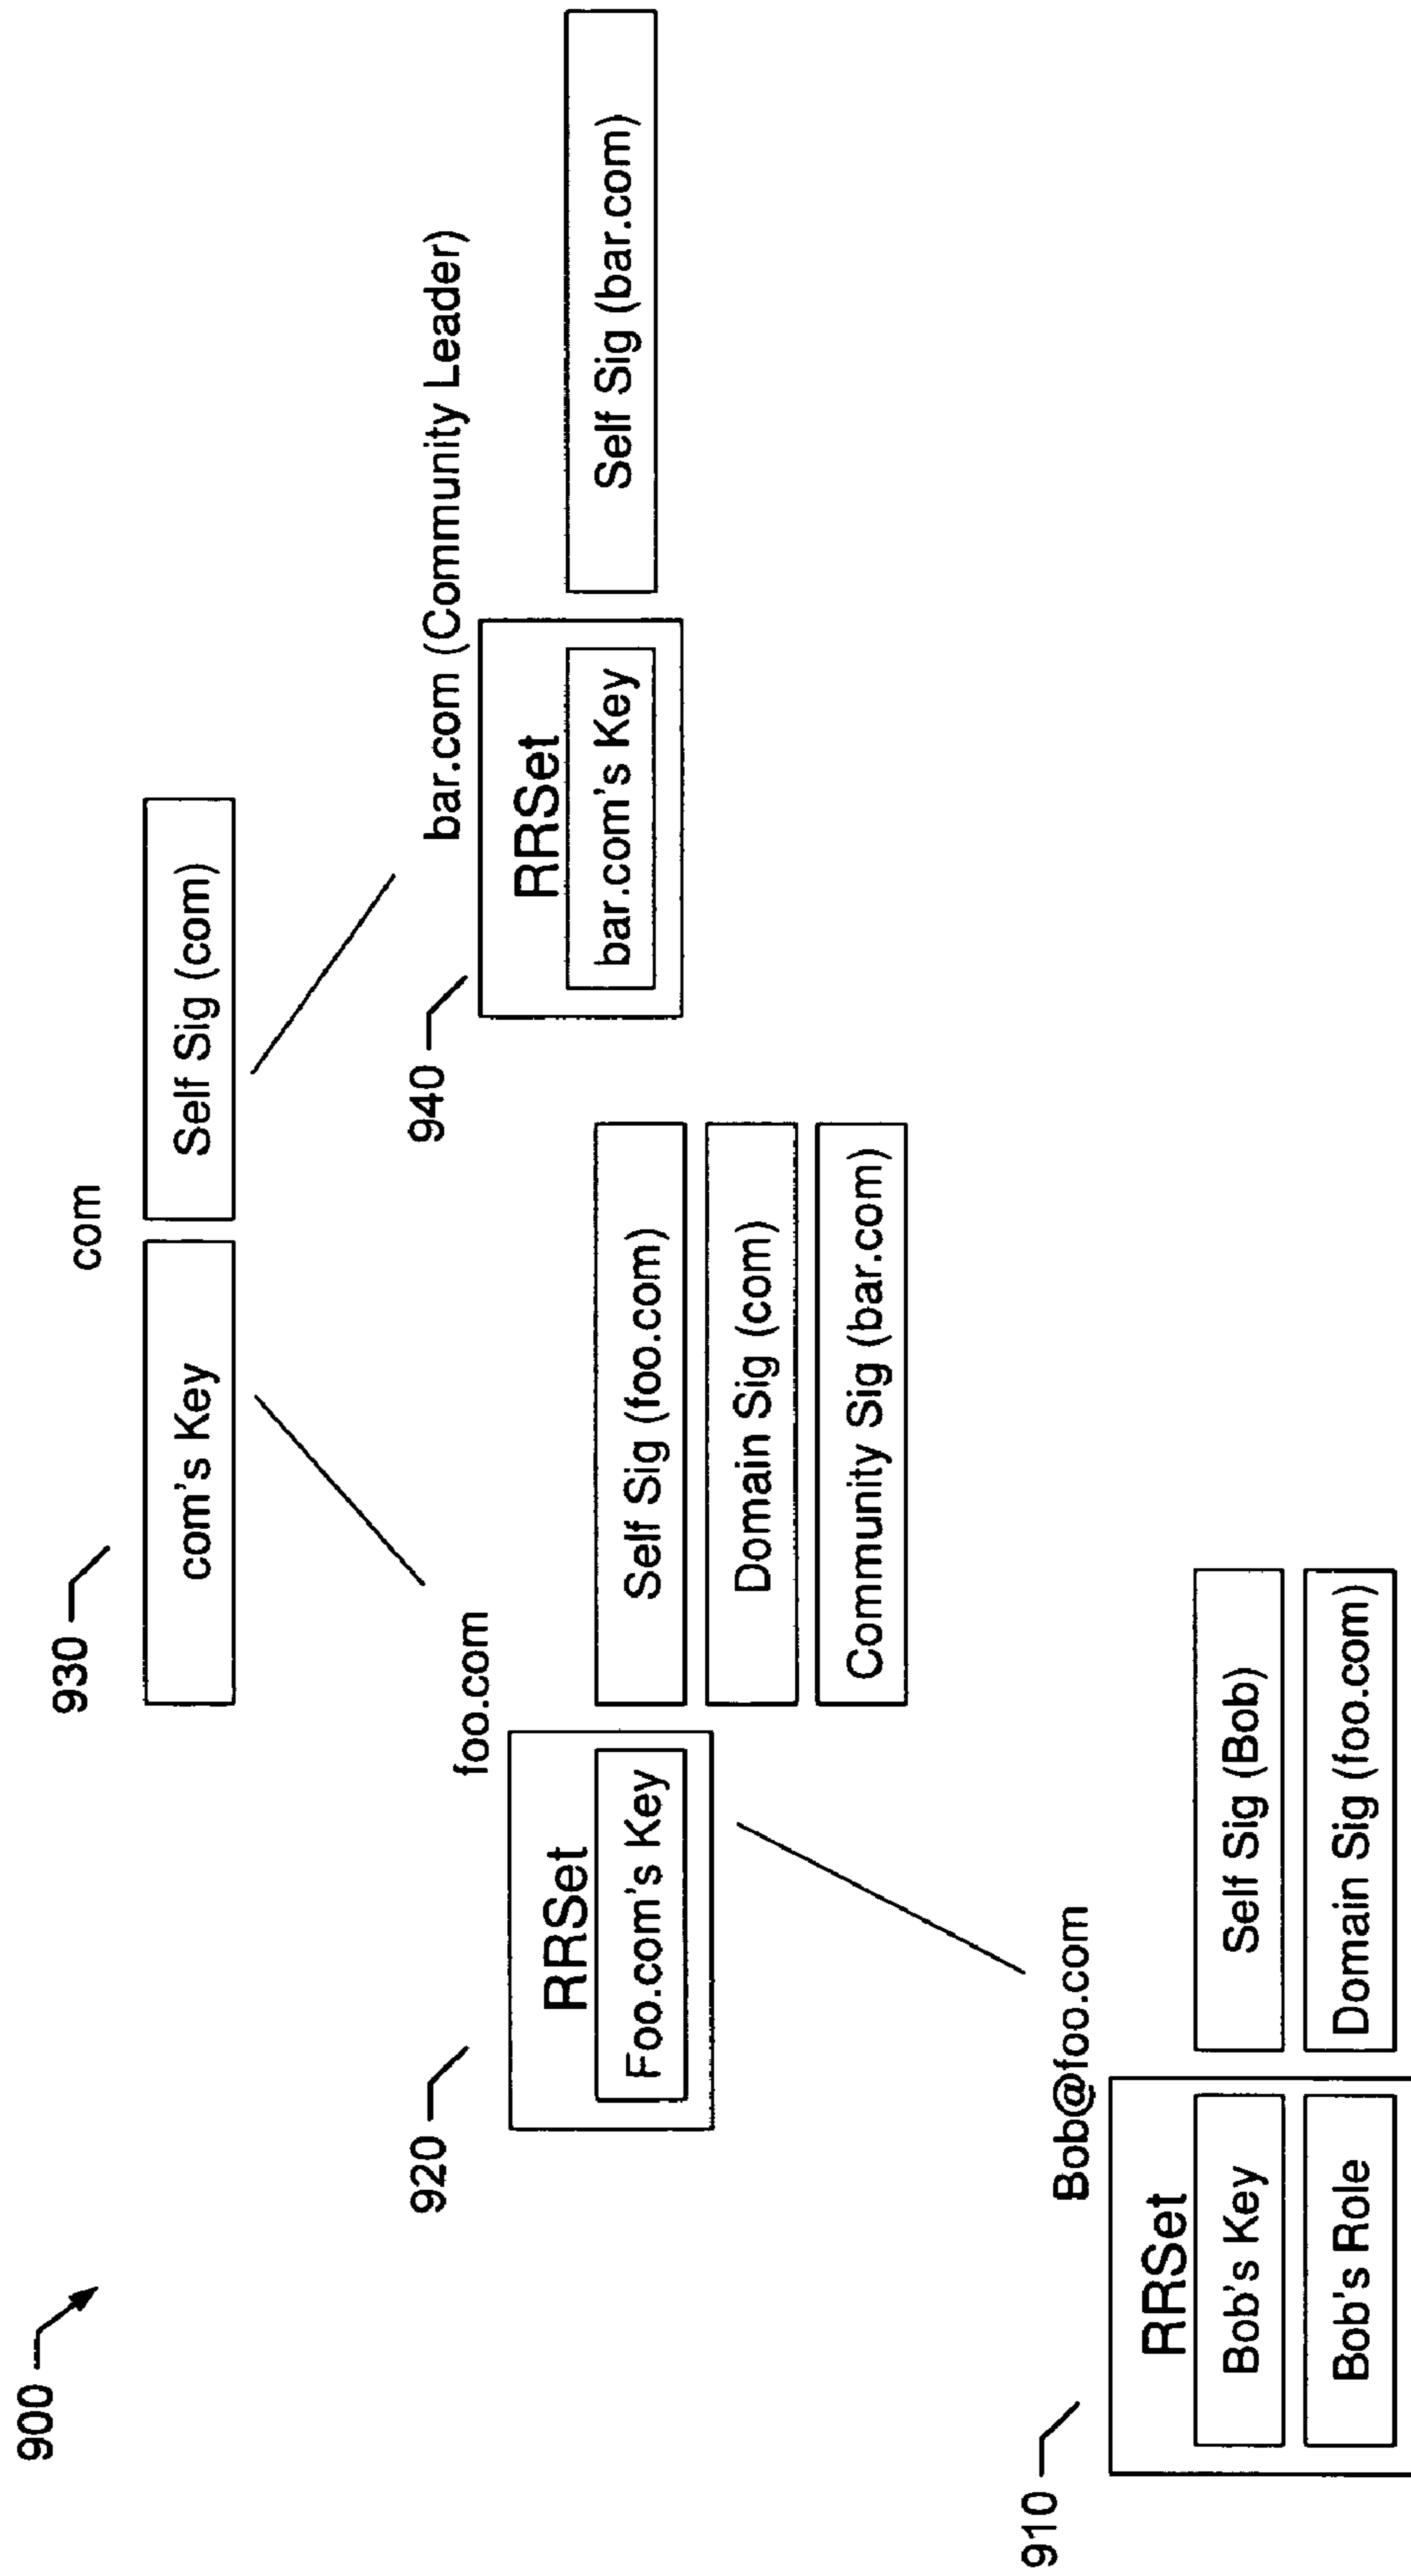 900
930
com
com's Key
Self Sig (com)
920
foo.com
RRSet
Foo.com's Key
Self Sig (foo.com)
Domain Sig (com)
Community Sig (bar.com)
940
bar.com (Community Leader)
RRSet
bar.com's Key
Self Sig (bar.com)
910
Bob@foo.com
RRSet
Bob's Key
Bob's Role
Self Sig (Bob)
Domain Sig (foo.com)